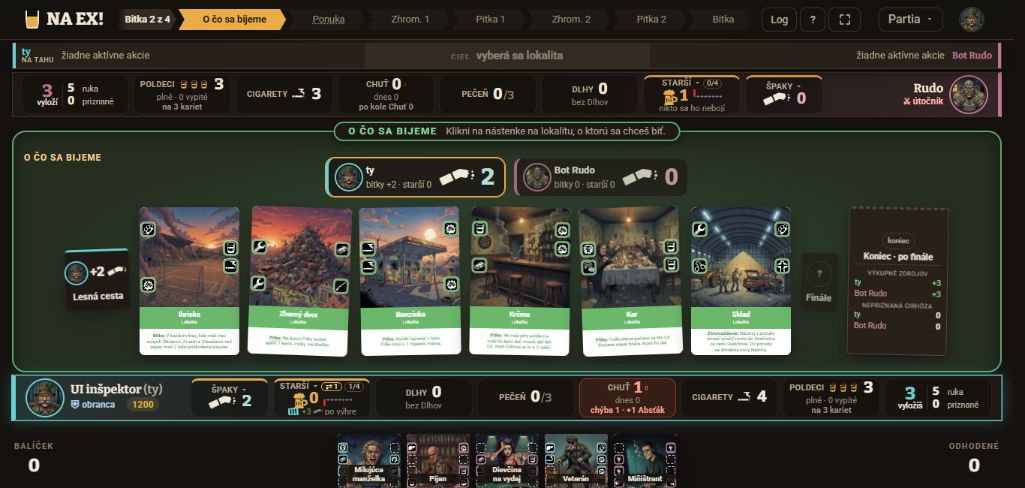 NA EX!
Bitka 2 z 4
O čo sa bijeme
Ponuka
Zhrom. 1
Pitka 1
Zhrom. 2
Pitka 2
Bitka
Log
?
Partia
ty
NA ŤAHU
žiadne aktívne akcie
CIEĽ vyberá sa lokalita
žiadne aktívne akcie Bot Rudo
3 vyloží
5 ruka
0 priznané
POLDECI 3
plné · 0 vypité
na 3 kariet
CIGARETY 3
CHUŤ 0
dnes 0
po kole Chuť 0
PEČEŇ 0/3
DLHY 0
bez Dlhov
STARŠÍ 0/4
1
nikto sa ho nebojí
ŠPAKY
0
Rudo
útočník
O ČO SA BIJEME Klikni na nástenke na lokalitu, o ktorú sa chceš biť.
O ČO SA BIJEME
ty
bitky +2 · starší 0
2
Bot Rudo
bitky 0 · starší 0
0
+2
Lesná cesta
Ihrisko
Lokalita
Zberný dvor
Lokalita
Benzínka
Lokalita
Krčma
Lokalita
Kar
Lokalita
Sklad
Lokalita
?
Finále
koniec
Koniec · po finále
VÝKUPNÉ ZDROJOV
ty +3
Bot Rudo +3
NEPRIZNANÁ CIRHÓZA
ty 0
Bot Rudo 0
UI inšpektor (ty)
obranca 1200
ŠPAKY
2
STARŠÍ 1 1/4
0
+3 po výhre
DLHY 0
bez Dlhov
PEČEŇ 0/3
CHUŤ 1 0
dnes 0
chýba 1 · +1 Absťák
CIGARETY 4
POLDECI 3
plné · 0 vypité
na 3 kariet
3 vyložíš
5 ruka
0 priznané
BALÍČEK
0
Milujúca
manželka
Pijan
Dievčina
na vydaj
Veterán
Miništrant
ODHODENÉ
0